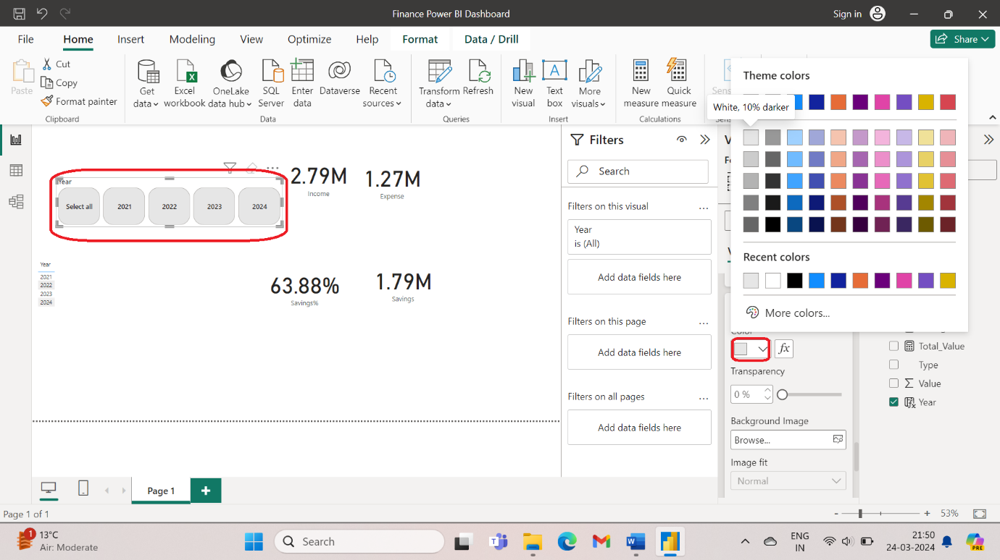 Finance Power BI Dashboard
Sign in
File
Home
Insert
Modeling
View
Optimize
Help
Format
Data / Drill
Share
Paste
Cut
Copy
Format painter
Clipboard
Get
data
Excel
workbook
OneLake
data hub
SQL
Server
Enter
data
Dataverse
Recent
sources
Data
Transform
data
Refresh
Queries
New
visual
Text
box
More
visuals
Insert
New
measure
Quick
measure
Calculations
Theme colors
White, 10% darker
Recent colors
More colors...
Year
Select all
2021
2022
2023
2024
2.79M
Income
1.27M
Expense
Year
2021
2022
2023
2024
63.88%
Savings%
1.79M
Savings
Filters
Search
Filters on this visual
...
Year
is (All)
Add data fields here
Filters on this page
...
Add data fields here
Filters on all pages
...
Add data fields here
Color
fx
Transparency
0 %
Background Image
Browse...
Image fit
Normal
Total_Value
Type
Value
Year
Page 1
Page 1 of 1
- + 53%
1
13°C
Air: Moderate
Search
ENG
IN
21:50
24-03-2024
PRE